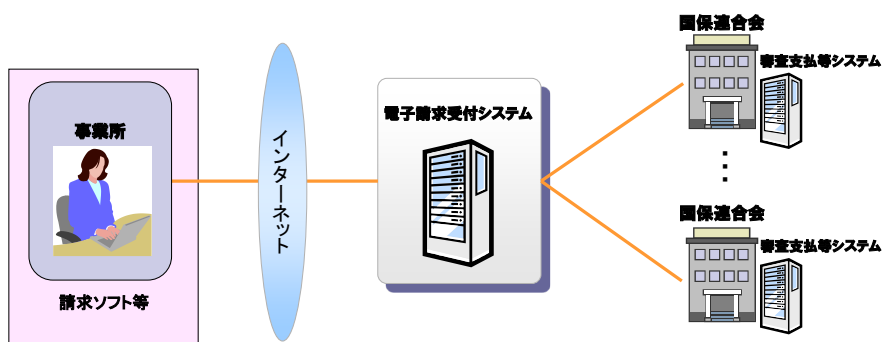 事業所
請求ソフト等
インターネット
電子請求受付システム
国保連合会
審査支払等システム
国保連合会
審査支払等システム